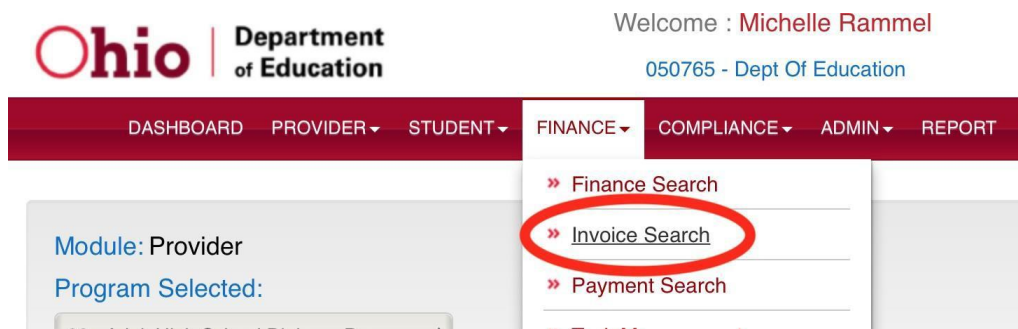 Ohio Department of Education
Welcome : Michelle Rammel
050765 - Dept Of Education
DASHBOARD PROVIDER STUDENT FINANCE COMPLIANCE ADMIN REPORT
» Finance Search
» Invoice Search
» Payment Search
Module: Provider
Program Selected: